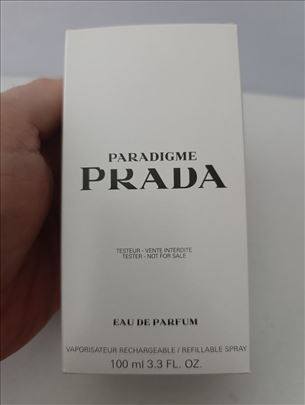 PARADIGME
PRADA
TESTEUR - VENTE INTERDITE
TESTER - NOT FOR SALE
EAU DE PARFUM
VAPORISATEUR RECHARGEABLE / REFILLABLE SPRAY
100 ml 3.3 FL. OZ.